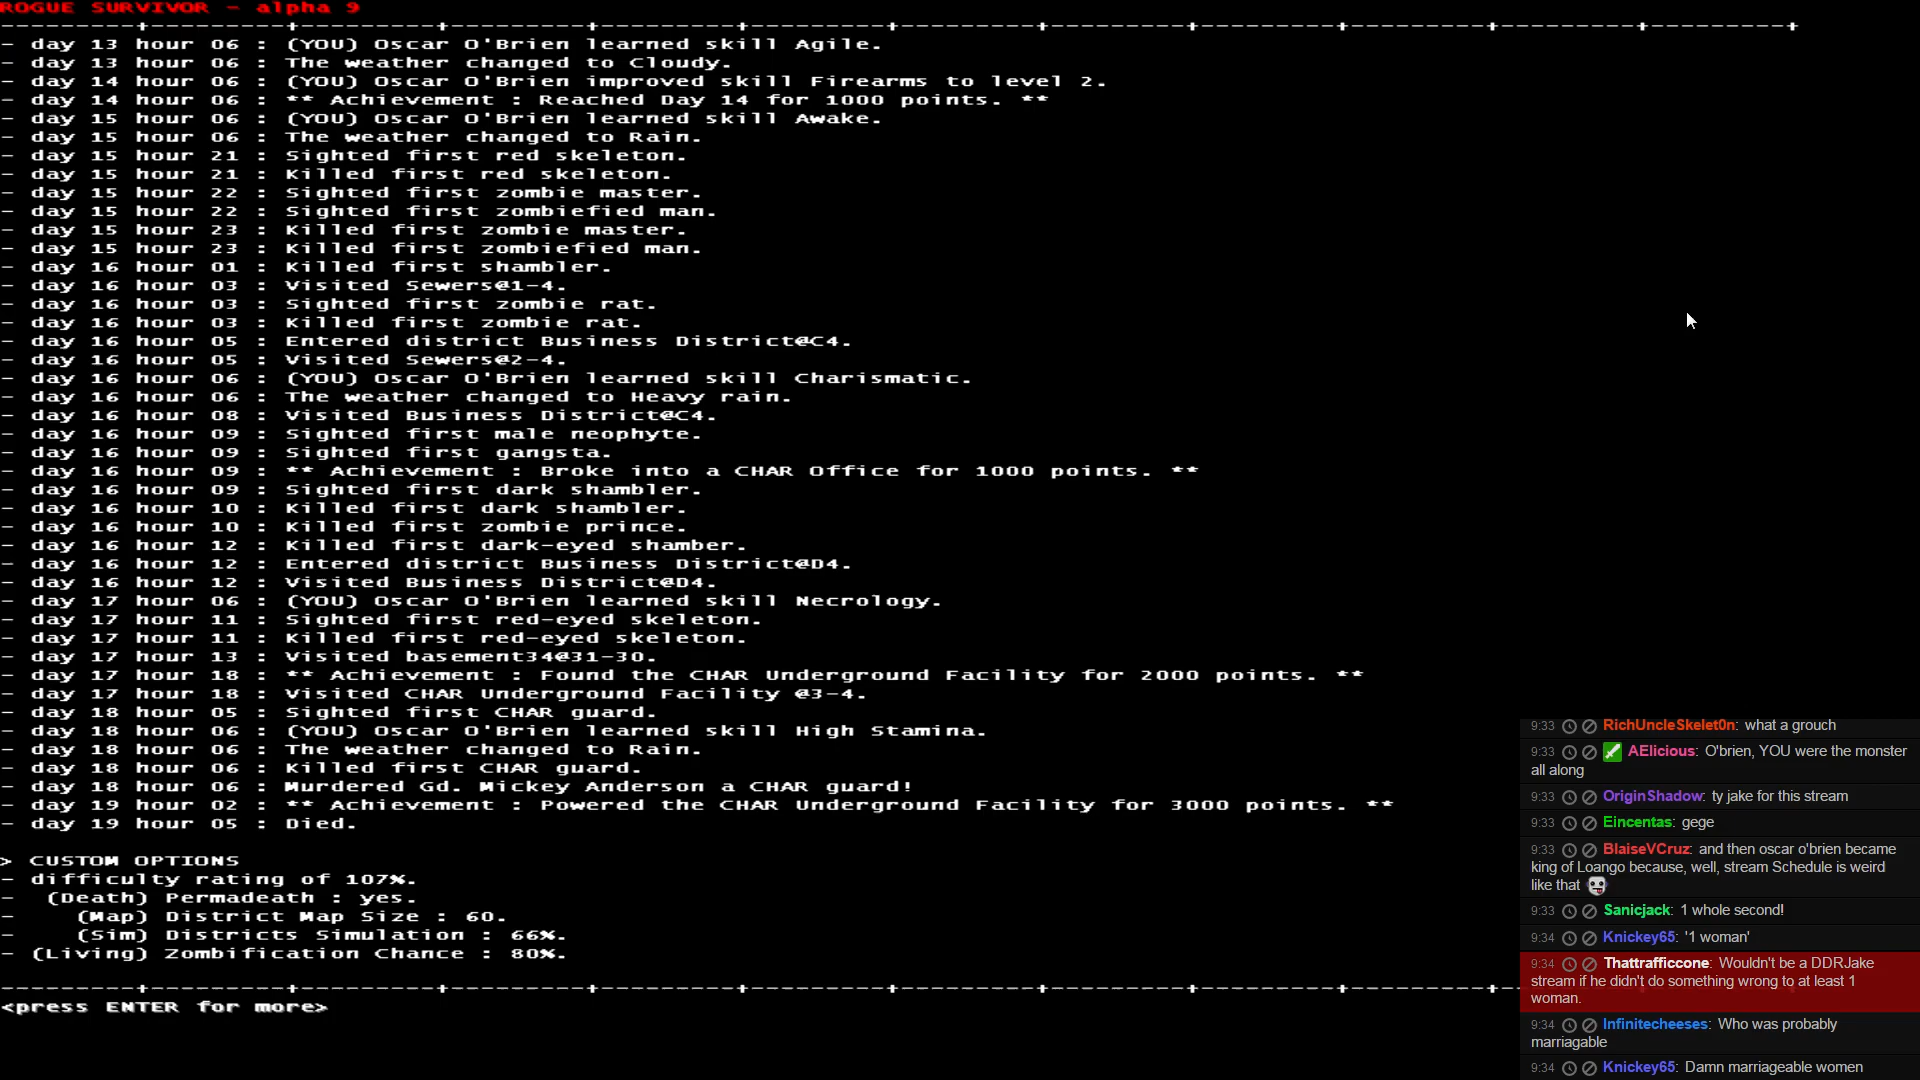 ROGUE SURVIVOR - alpha 9
---------+---------+---------+---------+---------+---------+---------+---------+---------+---------+---------+---------+
- day 13 hour 06 : (YOU) Oscar O'Brien learned skill Agile.
- day 13 hour 06 : The weather changed to Cloudy.
- day 14 hour 06 : (YOU) Oscar O'Brien improved skill Firearms to level 2.
- day 14 hour 06 : ** Achievement : Reached Day 14 for 1000 points. **
- day 15 hour 06 : (YOU) Oscar O'Brien learned skill Awake.
- day 15 hour 06 : The weather changed to Rain.
- day 15 hour 21 : Sighted first red skeleton.
- day 15 hour 21 : Killed first red skeleton.
- day 15 hour 22 : Sighted first zombie master.
- day 15 hour 22 : Sighted first zombiefied man.
- day 15 hour 23 : Killed first zombie master.
- day 15 hour 23 : Killed first zombiefied man.
- day 16 hour 01 : Killed first shambler.
- day 16 hour 03 : Visited Sewers@1-4.
- day 16 hour 03 : Sighted first zombie rat.
- day 16 hour 03 : Killed first zombie rat.
- day 16 hour 05 : Entered district Business District@C4.
- day 16 hour 05 : Visited Sewers@2-4.
- day 16 hour 06 : (YOU) Oscar O'Brien learned skill Charismatic.
- day 16 hour 06 : The weather changed to Heavy rain.
- day 16 hour 08 : Visited Business District@C4.
- day 16 hour 09 : Sighted first male neophyte.
- day 16 hour 09 : Sighted first gangsta.
- day 16 hour 09 : ** Achievement : Broke into a CHAR Office for 1000 points. **
- day 16 hour 09 : Sighted first dark shambler.
- day 16 hour 10 : Killed first dark shambler.
- day 16 hour 10 : Killed first zombie prince.
- day 16 hour 12 : Killed first dark-eyed shamber.
- day 16 hour 12 : Entered district Business District@D4.
- day 16 hour 12 : Visited Business District@D4.
- day 17 hour 06 : (YOU) Oscar O'Brien learned skill Necrology.
- day 17 hour 11 : Sighted first red-eyed skeleton.
- day 17 hour 11 : Killed first red-eyed skeleton.
- day 17 hour 13 : Visited basement34@31-30.
- day 17 hour 18 : ** Achievement : Found the CHAR Underground Facility for 2000 points. **
- day 17 hour 18 : Visited CHAR Underground Facility @3-4.
- day 18 hour 05 : Sighted first CHAR guard.
- day 18 hour 06 : (YOU) Oscar O'Brien learned skill High Stamina.
- day 18 hour 06 : The weather changed to Rain.
- day 18 hour 06 : Killed first CHAR guard.
- day 18 hour 06 : Murdered Gd. Mickey Anderson a CHAR guard!
- day 19 hour 02 : ** Achievement : Powered the CHAR Underground Facility for 3000 points. **
- day 19 hour 05 : Died.
> CUSTOM OPTIONS
- difficulty rating of 107%.
- (Death) Permadeath : yes.
- (Map) District Map Size : 60.
- (Sim) Districts Simulation : 66%.
- (Living) Zombification Chance : 80%.
---------+---------+---------+---------+---------+---------+---------+---------+---------+---------+-
<press ENTER for more>
9:33 RichUncleSkelet0n: what a grouch
9:33 AElicious: O'brien, YOU were the monster
all along
9:33 OriginShadow: ty jake for this stream
9:33 Eincentas: gege
9:33 BlaiseVCruz: and then oscar o'brien became
king of Loango because, well, stream Schedule is weird
like that
9:33 Sanicjack: 1 whole second!
9:34 Knickey65: '1 woman'
9:34 Thattrafficcone: Wouldn't be a DDRJake
stream if he didn't do something wrong to at least 1
woman.
9:34 Infinitecheeses: Who was probably
marriagable
9:34 Knickey65: Damn marriageable women